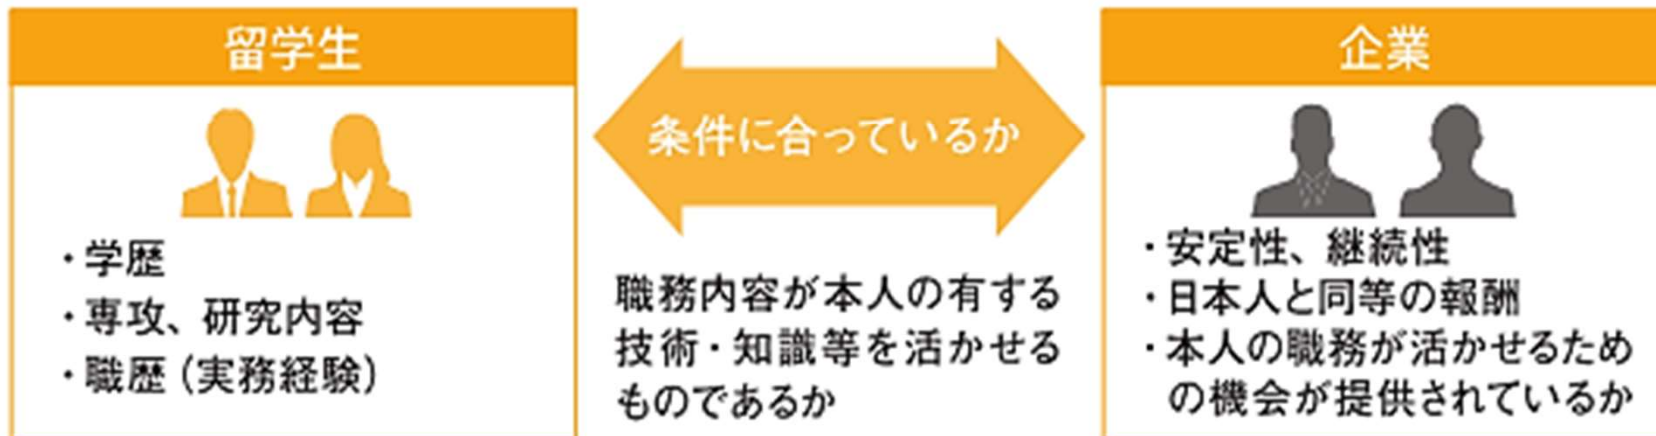 留学生
・学歴
・専攻、研究内容
・職歴（実務経験）
条件に合っているか
職務内容が本人の有する
技術・知識等を活かせる
ものであるか
企業
・安定性、継続性
・日本人と同等の報酬
・本人の職務が活かせるため
の機会が提供されているか